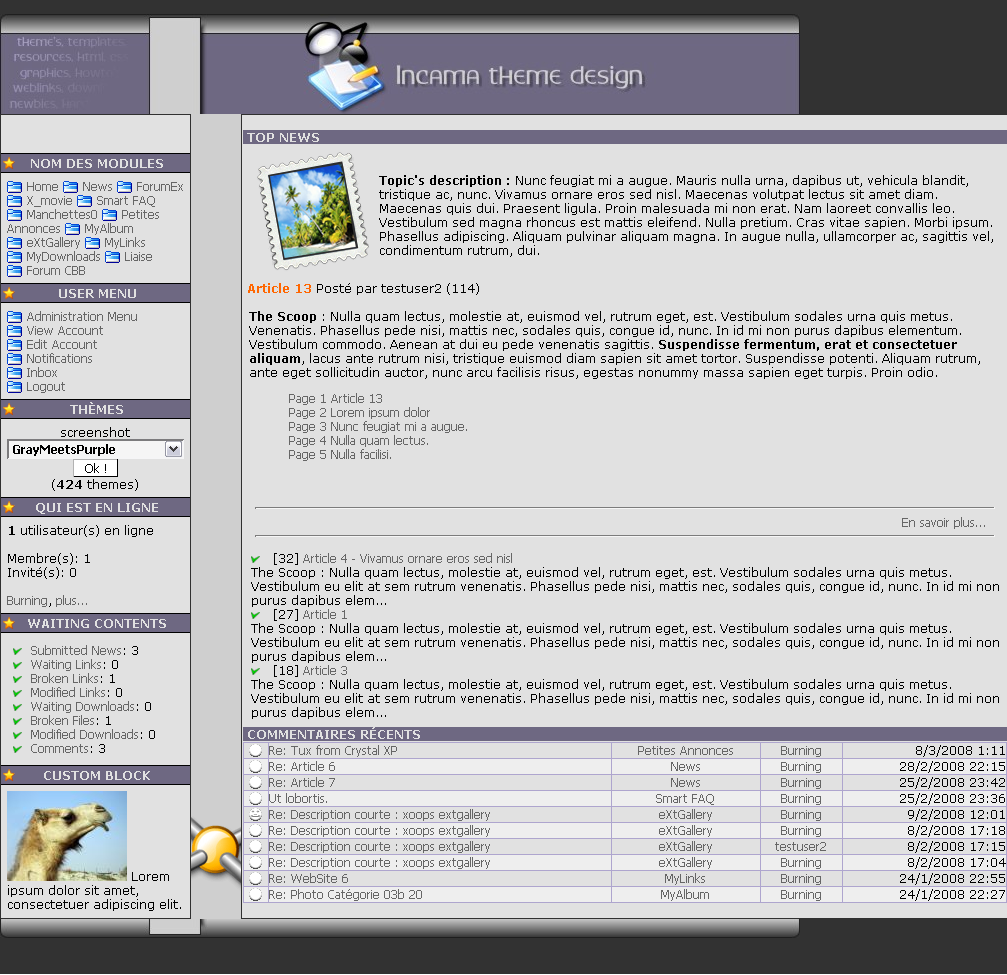 theme's, templates,
resources, html, css
graphics, howto
weblinks, down
newbies, 
Incama theme design
TOP NEWS
Topic's description : Nunc feugiat mi a augue. Mauris nulla urna, dapibus ut, vehicula blandit,
tristique ac, nunc. Vivamus ornare eros sed nisl. Maecenas volutpat lectus sit amet diam.
Maecenas quis dui. Praesent ligula. Proin malesuada mi non erat. Nam laoreet convallis leo.
Vestibulum sed magna rhoncus est mattis eleifend. Nulla pretium. Cras vitae sapien. Morbi ipsum.
Phasellus adipiscing. Aliquam pulvinar aliquam magna. In augue nulla, ullamcorper ac, sagittis vel,
condimentum rutrum, dui.
Article 13 Posté par testuser2 (114)
The Scoop : Nulla quam lectus, molestie at, euismod vel, rutrum eget, est. Vestibulum sodales urna quis metus.
Venenatis. Phasellus pede nisi, mattis nec, sodales quis, congue id, nunc. In id mi non purus dapibus elementum.
Vestibulum commodo. Aenean at dui eu pede venenatis sagittis. Suspendisse fermentum, erat et consectetuer
aliquam, lacus ante rutrum nisi, tristique euismod diam sapien sit amet tortor. Suspendisse potenti. Aliquam rutrum,
ante eget sollicitudin auctor, nunc arcu facilisis risus, egestas nonummy massa sapien eget turpis. Proin odio.
Page 1 Article 13
Page 2 Lorem ipsum dolor
Page 3 Nunc feugiat mi a augue.
Page 4 Nulla quam lectus.
Page 5 Nulla facilisi.
En savoir plus...
[32] Article 4 - Vivamus ornare eros sed nisl
The Scoop : Nulla quam lectus, molestie at, euismod vel, rutrum eget, est. Vestibulum sodales urna quis metus.
Vestibulum eu elit at sem rutrum venenatis. Phasellus pede nisi, mattis nec, sodales quis, congue id, nunc. In id mi non
purus dapibus elem...
[27] Article 1
The Scoop : Nulla quam lectus, molestie at, euismod vel, rutrum eget, est. Vestibulum sodales urna quis metus.
Vestibulum eu elit at sem rutrum venenatis. Phasellus pede nisi, mattis nec, sodales quis, congue id, nunc. In id mi non
purus dapibus elem...
[18] Article 3
The Scoop : Nulla quam lectus, molestie at, euismod vel, rutrum eget, est. Vestibulum sodales urna quis metus.
Vestibulum eu elit at sem rutrum venenatis. Phasellus pede nisi, mattis nec, sodales quis, congue id, nunc. In id mi non
purus dapibus elem...
COMMENTAIRES RÉCENTS
Re: Tux from Crystal XP Petites Annonces Burning 8/3/2008 1:11
Re: Article 6 News Burning 28/2/2008 22:15
Re: Article 7 News Burning 25/2/2008 23:42
Ut lobortis. Smart FAQ Burning 25/2/2008 23:36
Re: Description courte : xoops extgallery eXtGallery Burning 9/2/2008 12:01
Re: Description courte : xoops extgallery eXtGallery Burning 8/2/2008 17:18
Re: Description courte : xoops extgallery eXtGallery testuser2 8/2/2008 17:15
Re: Description courte : xoops extgallery eXtGallery Burning 8/2/2008 17:04
Re: WebSite 6 MyLinks Burning 24/1/2008 22:55
Re: Photo Catégorie 03b 20 MyAlbum Burning 24/1/2008 22:27
NOM DES MODULES
Home News ForumEx
X_movie Smart FAQ
Manchettes0 Petites
Annonces MyAlbum
eXtGallery MyLinks
MyDownloads Liaise
Forum CBB
USER MENU
Administration Menu
View Account
Edit Account
Notifications
Inbox
Logout
THÈMES
screenshot
GrayMeetsPurple
Ok !
(424 themes)
QUI EST EN LIGNE
1 utilisateur(s) en ligne
Membre(s): 1
Invité(s): 0
Burning, plus...
WAITING CONTENTS
Submitted News: 3
Waiting Links: 0
Broken Links: 1
Modified Links: 0
Waiting Downloads: 0
Broken Files: 1
Modified Downloads: 0
Comments: 3
CUSTOM BLOCK
Lorem
ipsum dolor sit amet,
consectetuer adipiscing elit.